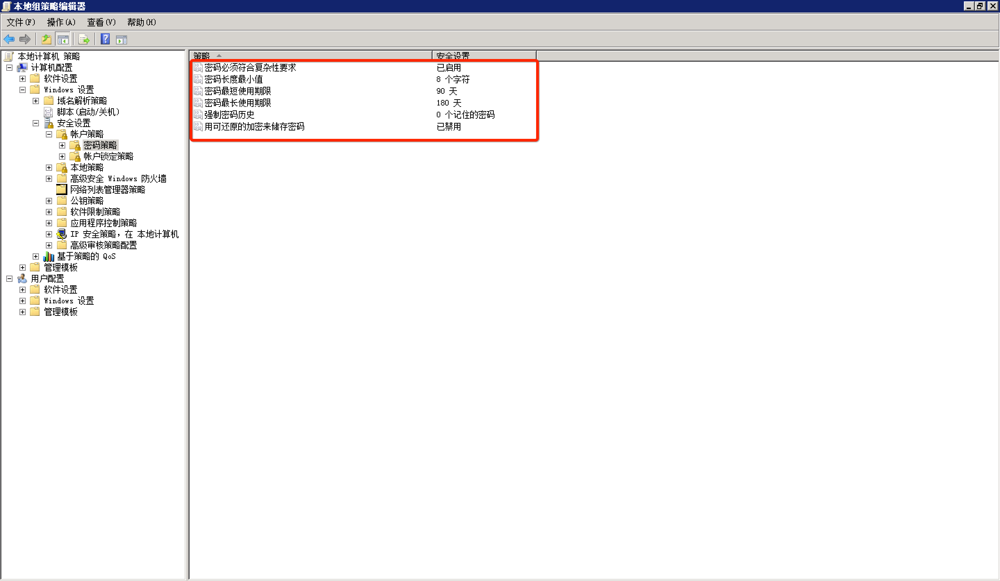 本地组策略编辑器
文件(F) 操作(A) 查看(V) 帮助(H)
本地计算机 策略
计算机配置
软件设置
Windows 设置
域名解析策略
脚本(启动/关机)
安全设置
帐户策略
密码策略
帐户锁定策略
本地策略
高级安全 Windows 防火墙
网络列表管理器策略
公钥策略
软件限制策略
应用程序控制策略
IP 安全策略，在 本地计算机
高级审核策略配置
基于策略的 QoS
管理模板
用户配置
软件设置
Windows 设置
管理模板
策略 安全设置
密码必须符合复杂性要求 已启用
密码长度最小值 8 个字符
密码最短使用期限 90 天
密码最长使用期限 180 天
强制密码历史 0 个记住的密码
用可还原的加密来储存密码 已禁用